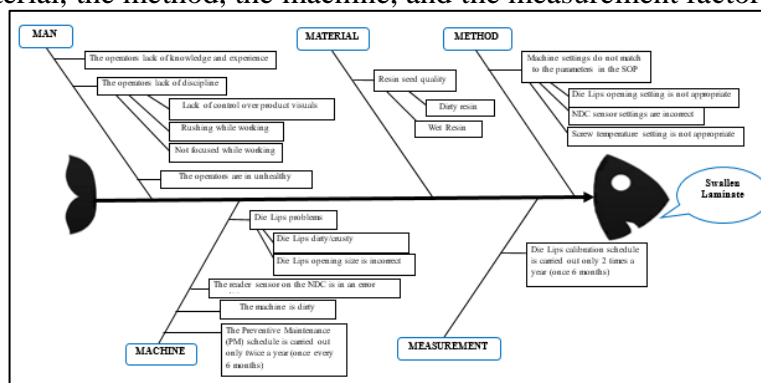 erial, the method, the machine, and the measurement factor
MAN
The operators lack of knowledge and experience
The operators lack of discipline
Lack of control over product visuals
Rushing while working
Not focused while working
The operators are in unhealthy
MATERIAL
Resin seed quality
Dirty resin
Wet Resin
METHOD
Machine settings do not match
to the parameters in the SOP
Die Lips opening setting is not appropriate
NDC sensor settings are incorrect
Screw temperature setting is not appropriate
Swallen
Laminate
Die Lips problems
Die Lips dirty/crusty
Die Lips opening size is incorrect
The reader sensor on the NDC is in an error
The machine is dirty
The Preventive Maintenance
(PM) schedule is carried out
only twice a year (once every
6 months)
MACHINE
Die Lips calibration schedule
is carried out only 2 times a
year (once 6 months)
MEASUREMENT